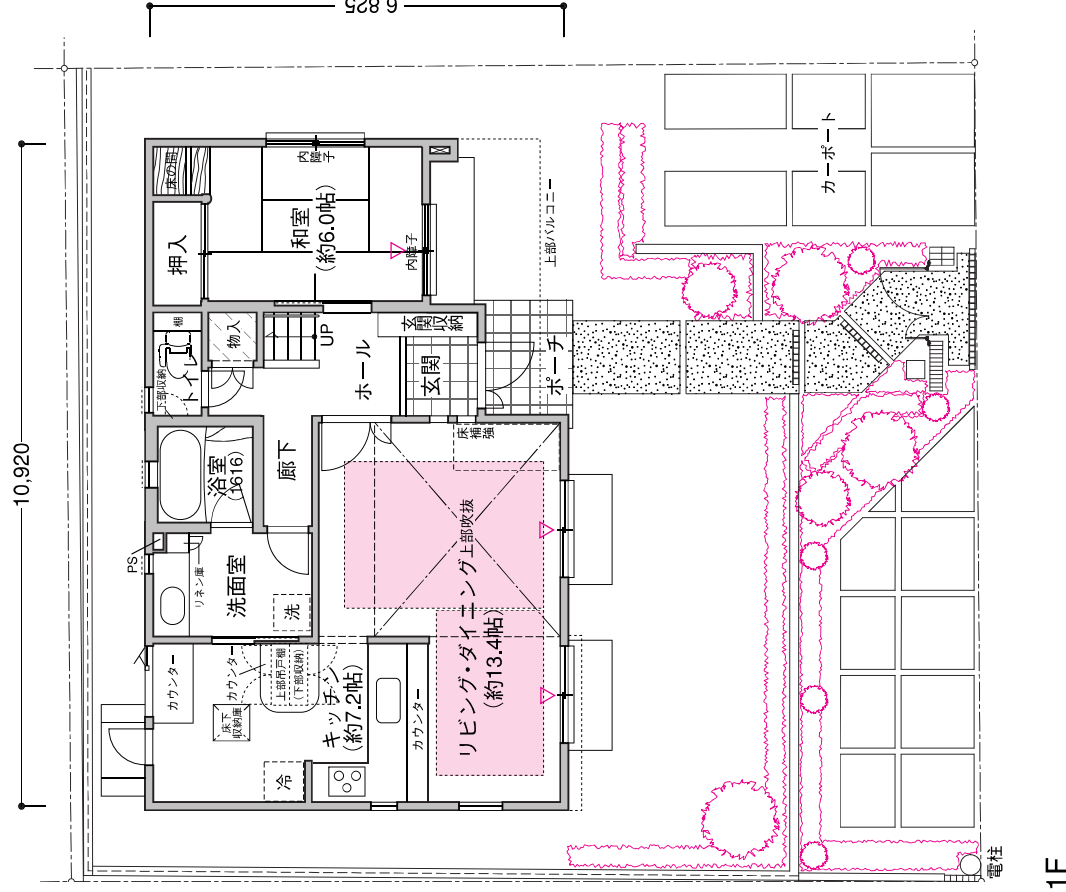 6,825
10,920
床の間
内障子
押入
和室
(約6.0帖)
内障子
上部バルコニー
カーポート
棚
物入
UP
玄関収納
下部収納
トイレ
ホール
玄関
ポーチ
浴室
(1616)
廊下
床補強
PS
リネン庫
洗面室
洗
上部吹抜
リビング・ダイニング
(約13.4帖)
カウンター
カウンター
上部吊戸棚
(下部収納)
床下収納庫
キッチン
(約7.2帖)
カウンター
冷
電柱
1F